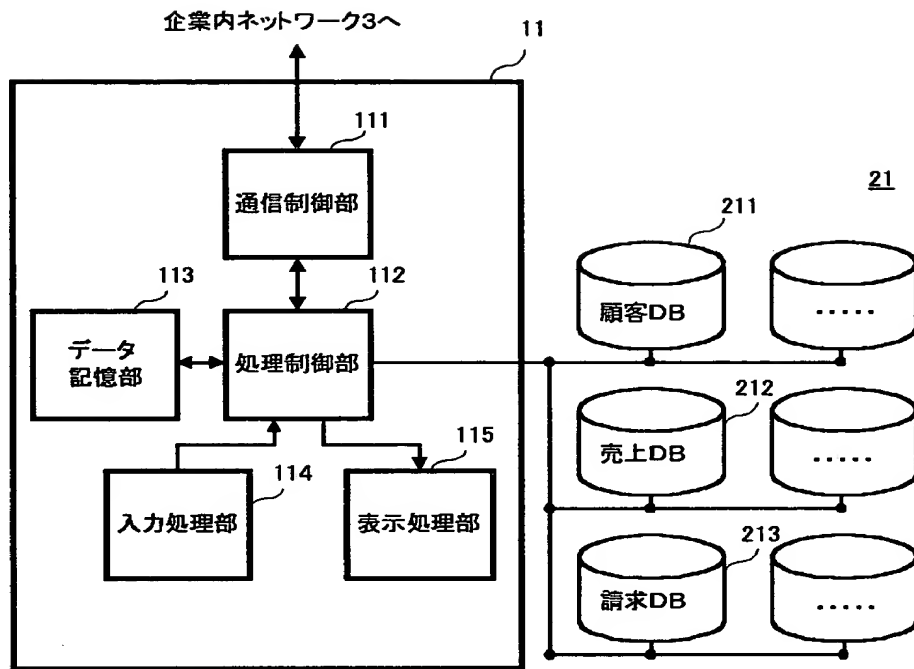 企業内ネットワーク3へ
11
111
通信制御部
21
211
113
112
顧客DB
.....
データ
記憶部
処理制御部
212
115
売上DB
.....
114
入力処理部
表示処理部
213
請求DB
.....